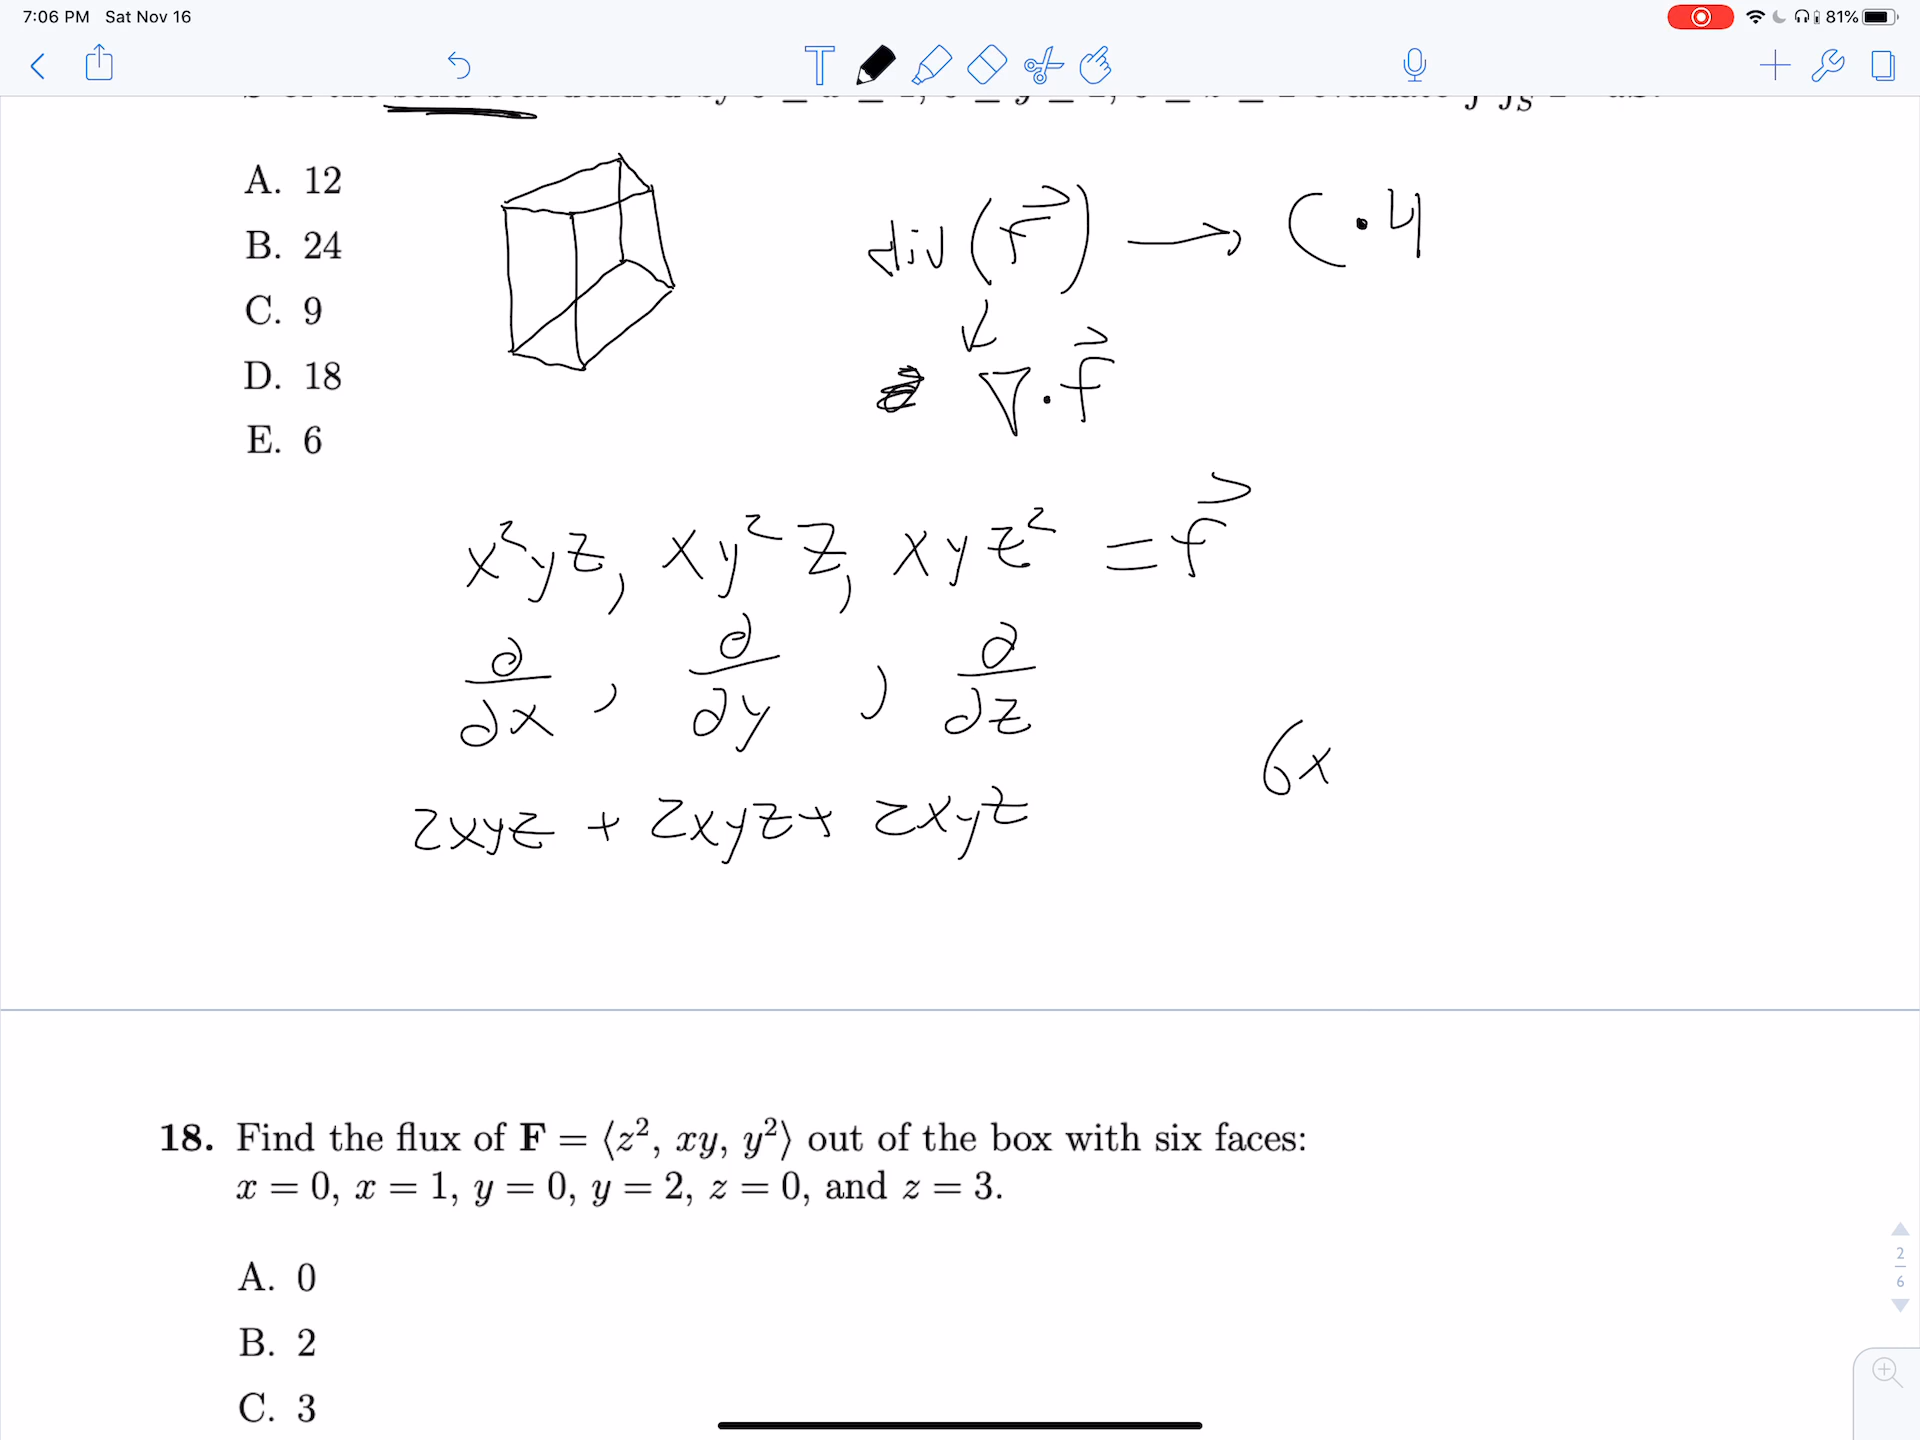 7:06 PM Sat Nov 16
81%
A. 12
B. 24
C. 9
D. 18
E. 6
div(F⃗) → ( · 4
∇ · F⃗
x²yz, xy²z, xyz² = F⃗
∂/∂x , ∂/∂y , ∂/∂z
6x
2xyz + 2xyz + 2xyz
18. Find the flux of F = ⟨z², xy, y²⟩ out of the box with six faces:
x = 0, x = 1, y = 0, y = 2, z = 0, and z = 3.
A. 0
B. 2
C. 3
2
6